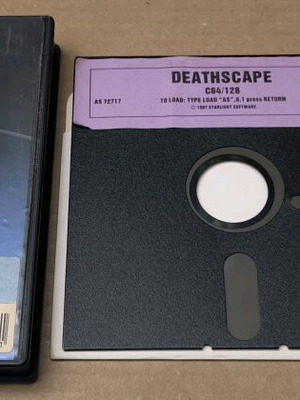 DEATHSCAPE
C64/128
AS 72717
TO LOAD: TYPE LOAD "AS",8,1 press RETURN
© 1987 STARLIGHT SOFTWARE